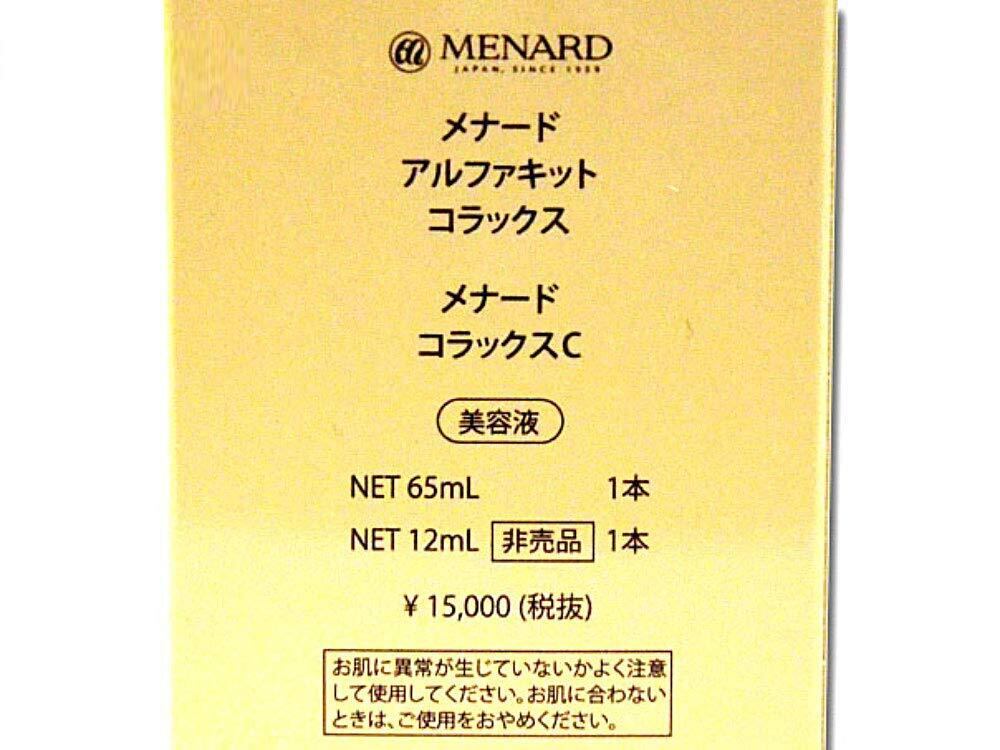 MENARD
JAPAN, SINCE 1959
メナード
アルファキット
コラックス
メナード
コラックスC
美容液
NET 65mL 1本
NET 12mL 非売品 1本
¥ 15,000 (税抜)
お肌に異常が生じていないかよく注意
して使用してください。お肌に合わない
ときは、ご使用をおやめください。